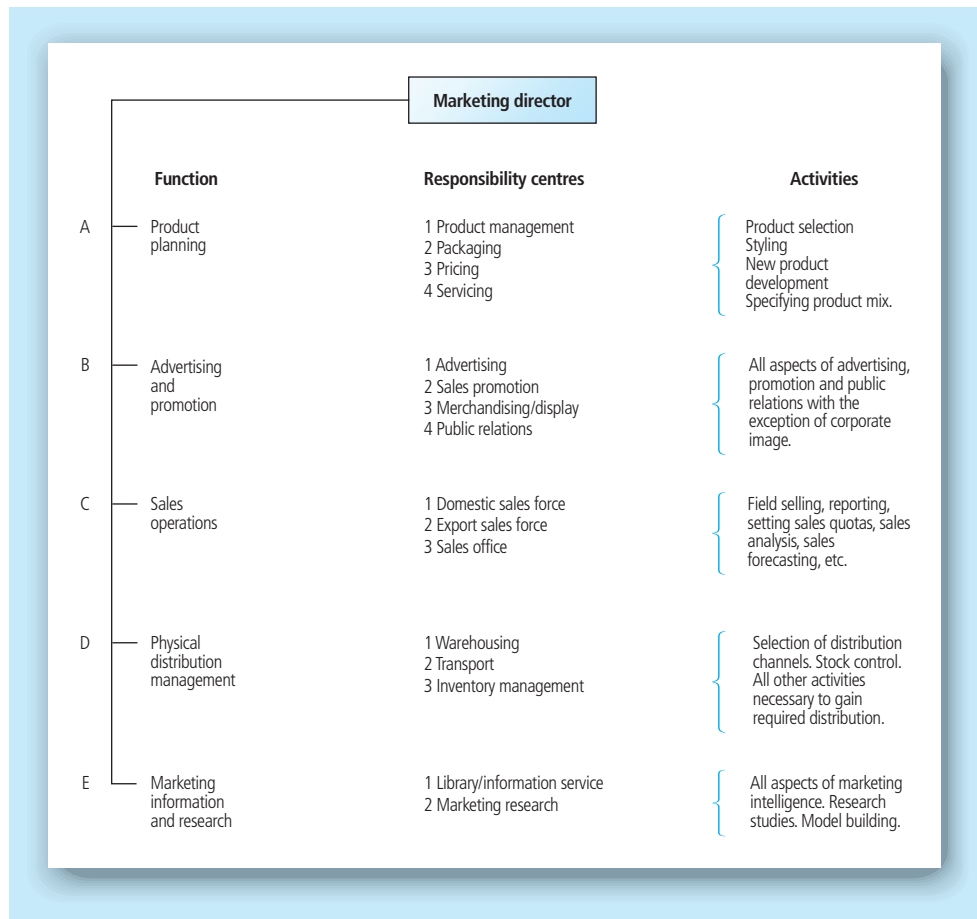 Marketing director
Function
Responsibility centres
Activities
A
Product
planning
1 Product management
2 Packaging
3 Pricing
4 Servicing
Product selection
Styling
New product
development
Specifying product mix.
B
Advertising
and
promotion
1 Advertising
2 Sales promotion
3 Merchandising/display
4 Public relations
All aspects of advertising,
promotion and public
relations with the
exception of corporate
image.
C
Sales
operations
1 Domestic sales force
2 Export sales force
3 Sales office
Field selling, reporting,
setting sales quotas, sales
analysis, sales
forecasting, etc.
D
Physical
distribution
management
1 Warehousing
2 Transport
3 Inventory management
Selection of distribution
channels. Stock control.
All other activities
necessary to gain
required distribution.
E
Marketing
information
and research
1 Library/information service
2 Marketing research
All aspects of marketing
intelligence. Research
studies. Model building.